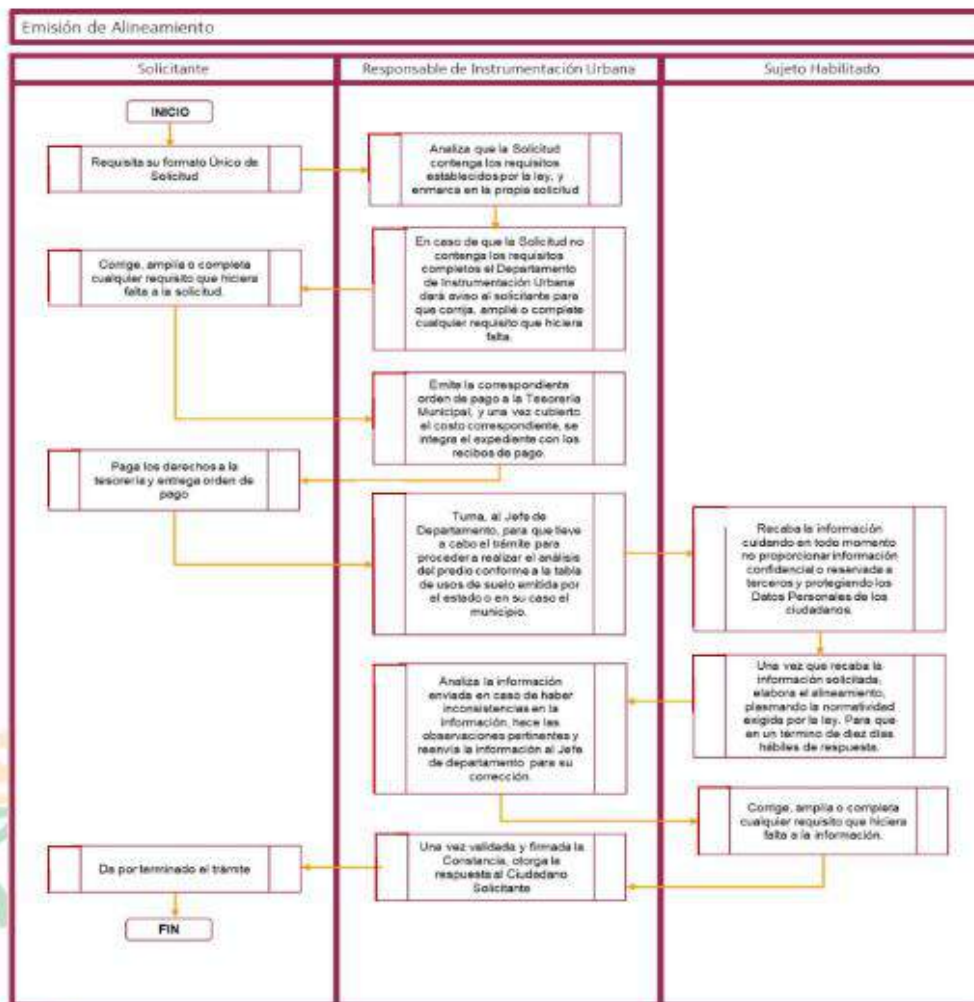 Emisión de Alineamiento
Solicitante
Responsable de Instrumentación Urbana
Sujeto Habilitado
INICIO
Requisita su formato Único de
Solicitud
Analiza que la Solicitud
contenga los requisitos
establecidos por la ley, y
enmarca en la propia solicitud
En caso de que la Solicitud no
contenga los requisitos
completos el Departamento
de Instrumentación Urbana
dará aviso al solicitante para
que corrija, amplié o complete
cualquier requisito que hiciera
falta.
Corrige, amplia o completa
cualquier requisito que hiciera
falta a la solicitud.
Emite la correspondiente
orden de pago a la Tesorería
Municipal, y una vez cubierto
el costo correspondiente, se
integra el expediente con los
recibos de pago.
Paga los derechos a la
tesorería y entrega orden de
pago
Turna, al Jefe de
Departamento, para que lleve
a cabo el trámite para
proceder a realizar el análisis
del predio conforme a la tabla
de usos de suelo emitida por
el estado o en su caso el
municipio.
Recaba la información
cuidando en todo momento
no proporcionar información
confidencial o reservada a
terceros y protegiendo los
Datos Personales de los
ciudadanos.
Una vez que recaba la
información solicitada,
elabora el alineamiento,
plasmando la normatividad
exigida por la ley. Para que
en un término de diez días
hábiles de respuesta.
Analiza la información
enviada en caso de haber
inconsistencias en la
información, hace las
observaciones pertinentes y
reenvía la información al Jefe
de departamento para su
corrección.
Corrige, amplia o completa
cualquier requisito que hiciera
falta a la información.
Una vez validada y firmada la
Constancia, otorga la
respuesta al Ciudadano
Solicitante
Da por terminado el trámite
FIN